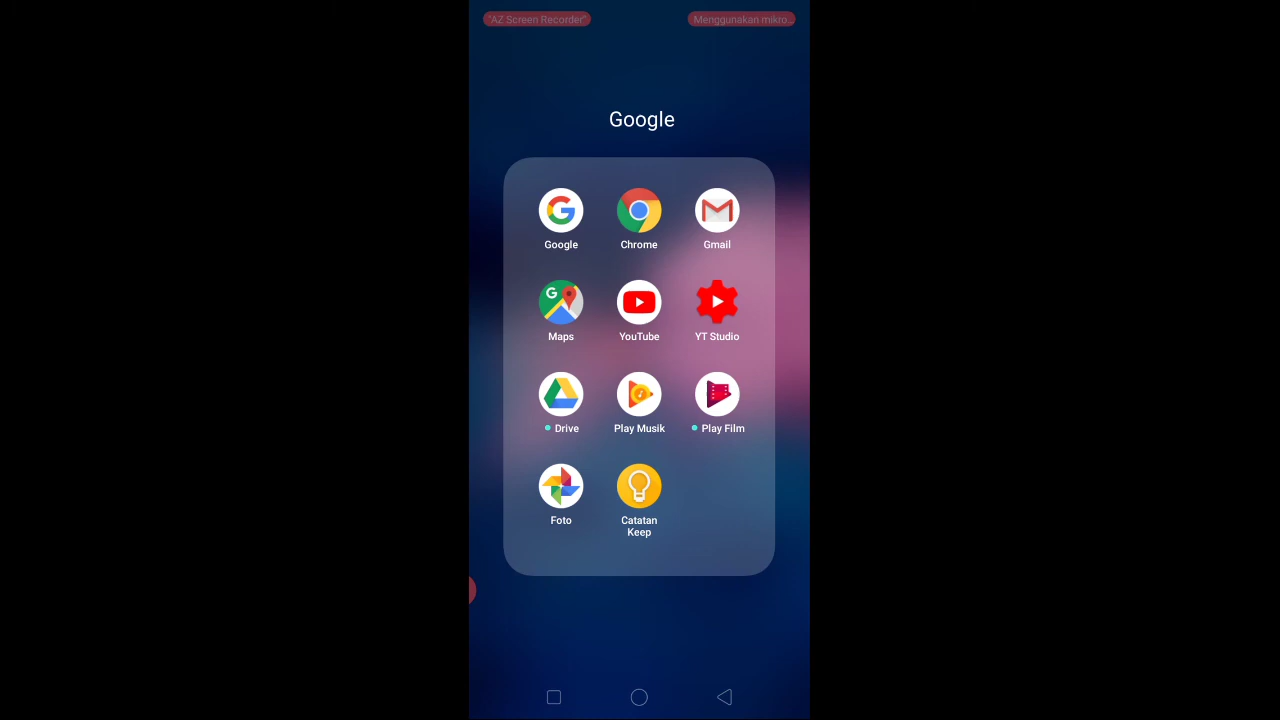 "AZ Screen Recorder"
Menggunakan mikro...
Google
Google
Chrome
Gmail
Maps
YouTube
YT Studio
Drive
Play Musik
Play Film
Foto
Catatan
Keep